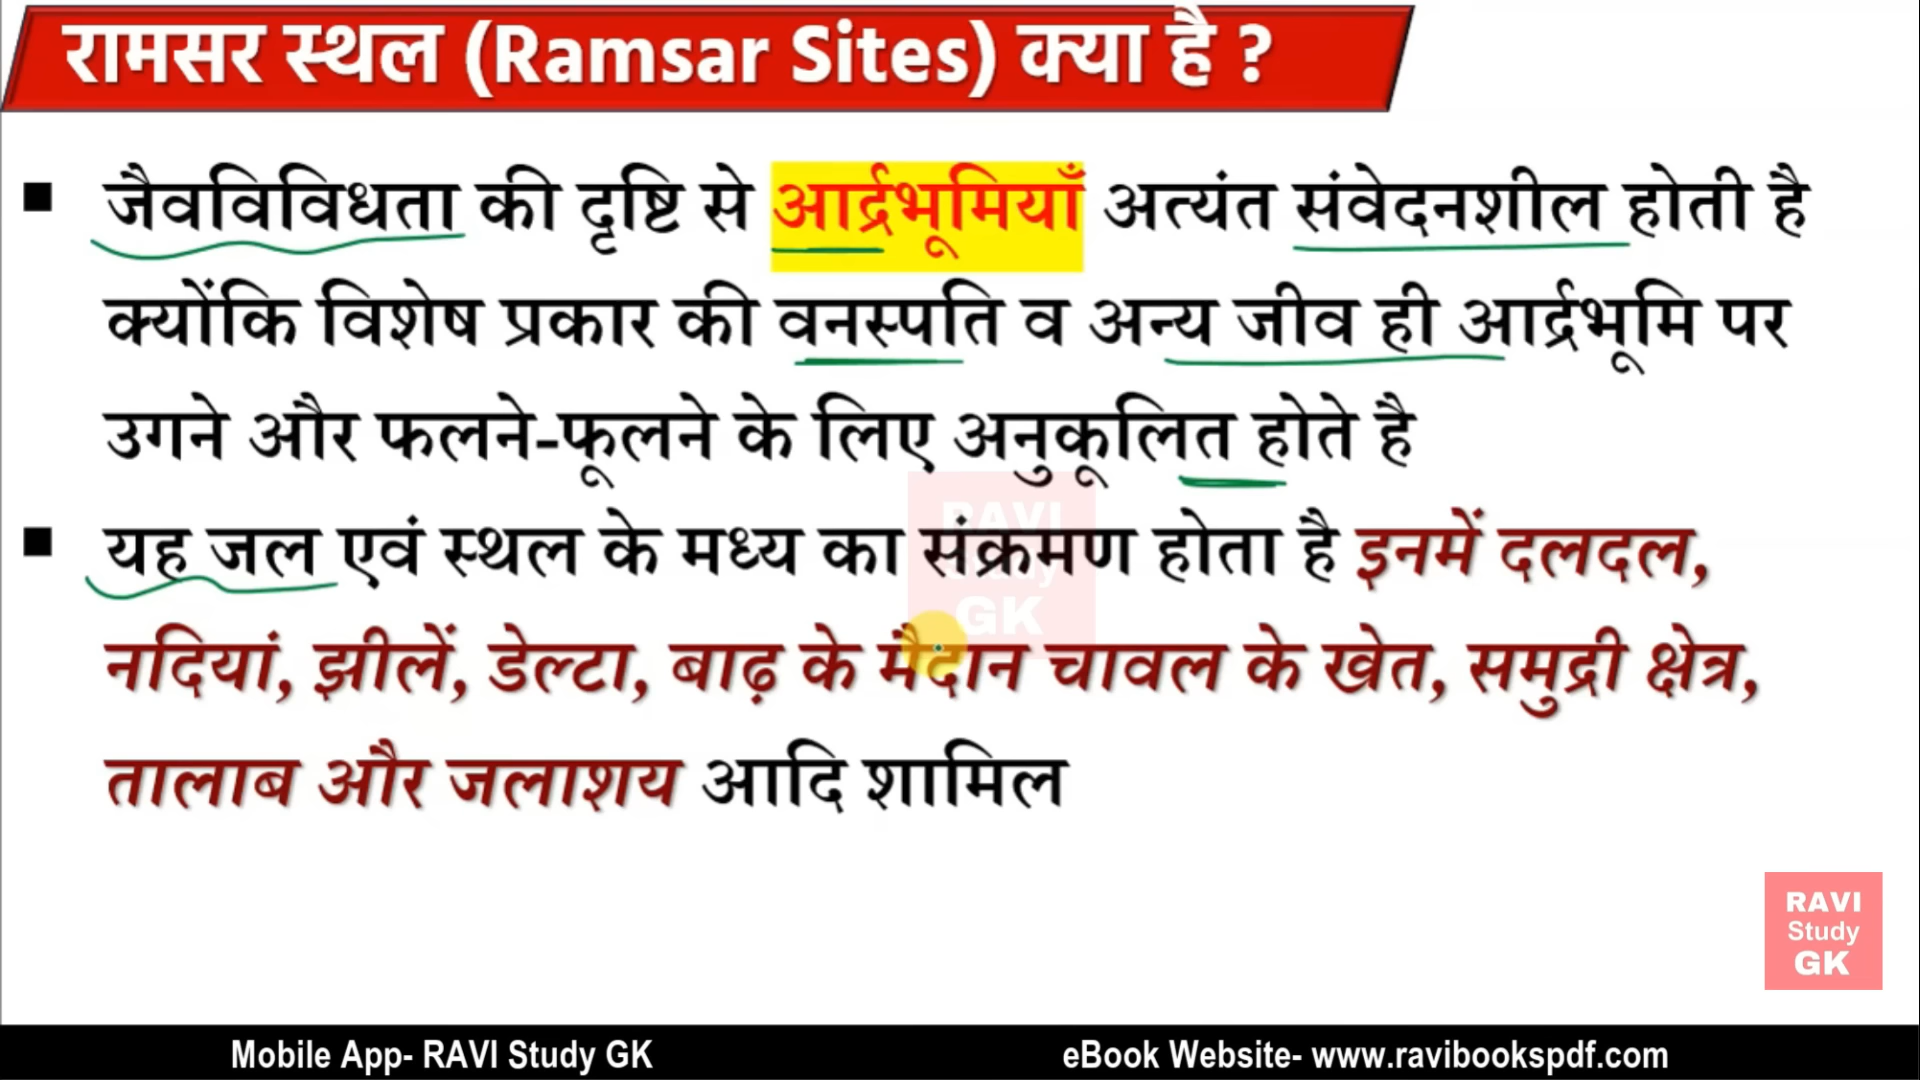 रामसर स्थल (Ramsar Sites) क्या है ?
जैवविविधता की दृष्टि से आर्द्रभूमियाँ अत्यंत संवेदनशील होती है
क्योंकि विशेष प्रकार की वनस्पति व अन्य जीव ही आर्द्रभूमि पर
उगने और फलने-फूलने के लिए अनुकूलित होते है
यह जल एवं स्थल के मध्य का संक्रमण होता है इनमें दलदल,
नदियां, झीलें, डेल्टा, बाढ़ के मैदान चावल के खेत, समुद्री क्षेत्र,
तालाब और जलाशय आदि शामिल
RAVI
Study
GK
RAVI
Study
GK
Mobile App- RAVI Study GK
eBook Website- www.ravibookspdf.com